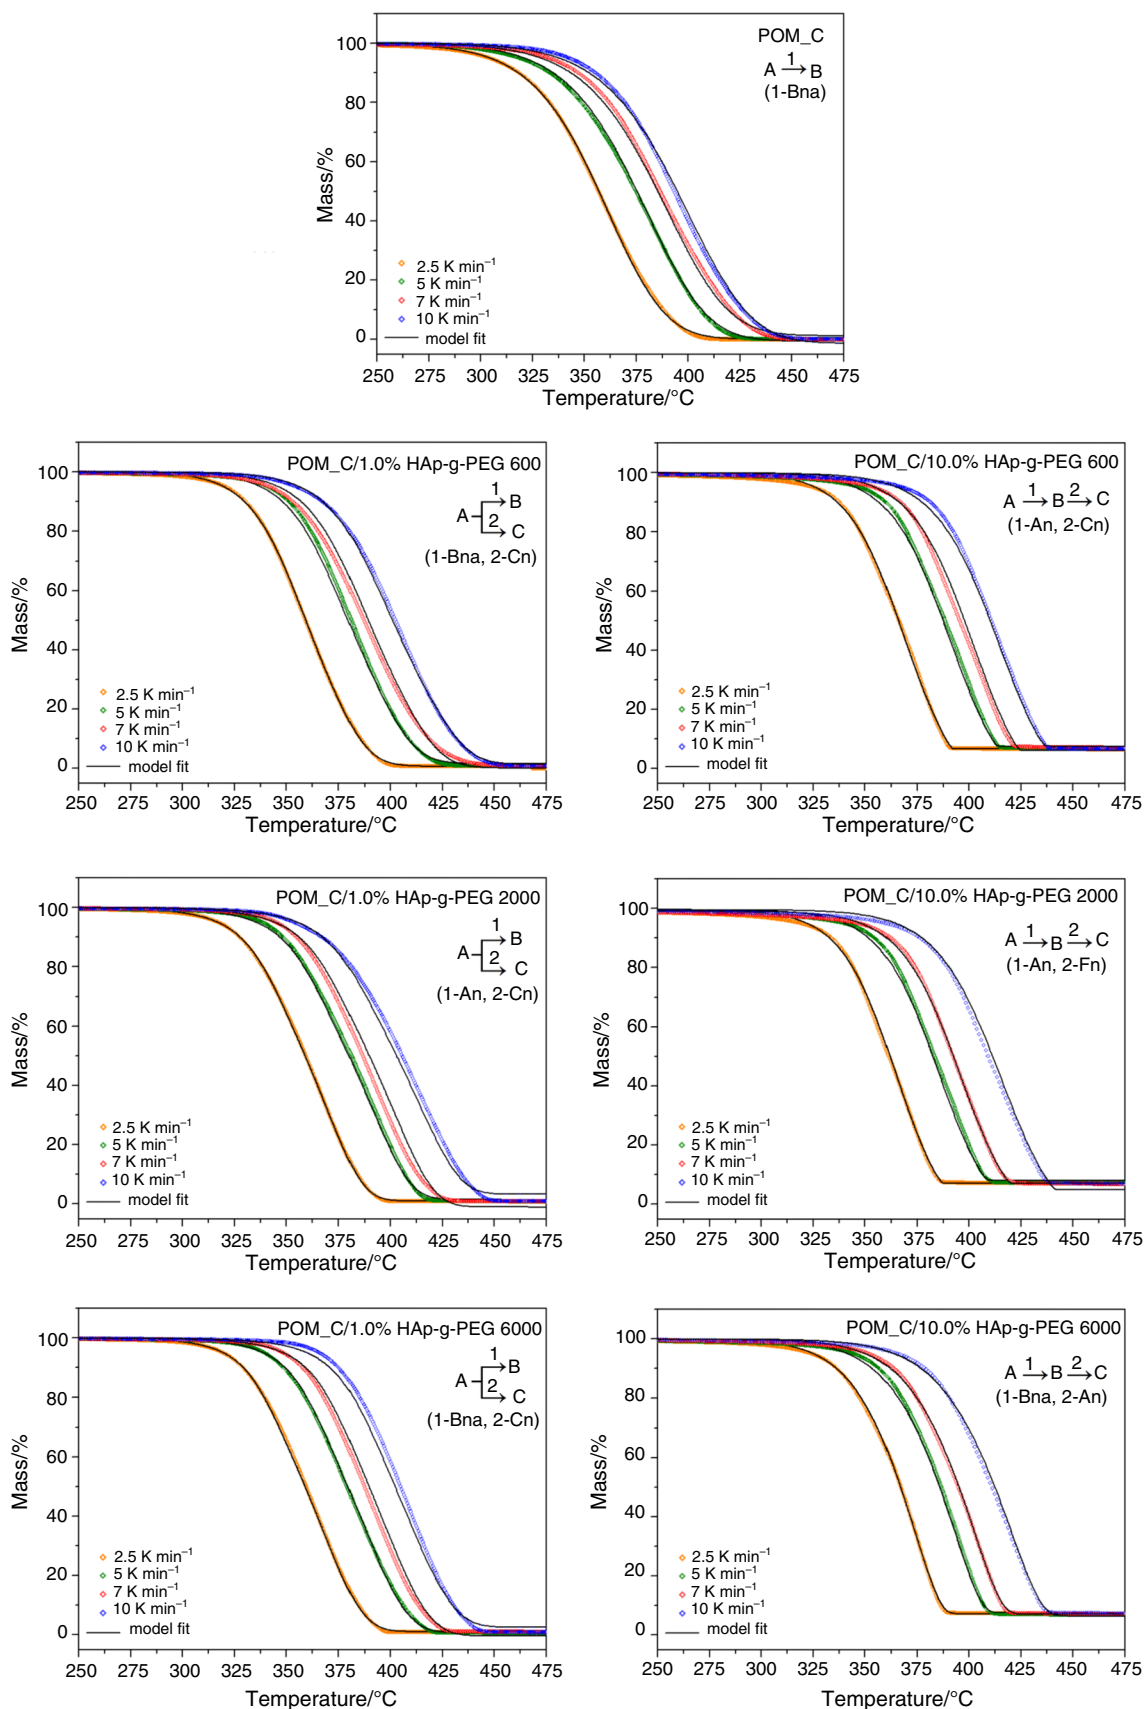 POM_C
A 1→ B
(1-Bna)
Mass/%
100
80
60
40
20
0
2.5 K min⁻¹
5 K min⁻¹
7 K min⁻¹
10 K min⁻¹
model fit
250 275 300 325 350 375 400 425 450 475
Temperature/°C
POM_C/1.0% HAp-g-PEG 600
1
B
A
2
C
(1-Bna, 2-Cn)
Mass/%
100
80
60
40
20
0
2.5 K min⁻¹
5 K min⁻¹
7 K min⁻¹
10 K min⁻¹
model fit
250 275 300 325 350 375 400 425 450 475
Temperature/°C
POM_C/10.0% HAp-g-PEG 600
A 1→ B 2→ C
(1-An, 2-Cn)
Mass/%
100
80
60
40
20
0
2.5 K min⁻¹
5 K min⁻¹
7 K min⁻¹
10 K min⁻¹
model fit
250 275 300 325 350 375 400 425 450 475
Temperature/°C
POM_C/1.0% HAp-g-PEG 2000
1
B
A
2
C
(1-An, 2-Cn)
Mass/%
100
80
60
40
20
0
2.5 K min⁻¹
5 K min⁻¹
7 K min⁻¹
10 K min⁻¹
model fit
250 275 300 325 350 375 400 425 450 475
Temperature/°C
POM_C/10.0% HAp-g-PEG 2000
A 1→ B 2→ C
(1-An, 2-Fn)
Mass/%
100
80
60
40
20
0
2.5 K min⁻¹
5 K min⁻¹
7 K min⁻¹
10 K min⁻¹
model fit
250 275 300 325 350 375 400 425 450 475
Temperature/°C
POM_C/1.0% HAp-g-PEG 6000
1
B
A
2
C
(1-Bna, 2-Cn)
Mass/%
100
80
60
40
20
0
2.5 K min⁻¹
5 K min⁻¹
7 K min⁻¹
10 K min⁻¹
model fit
250 275 300 325 350 375 400 425 450 475
Temperature/°C
POM_C/10.0% HAp-g-PEG 6000
A 1→ B 2→ C
(1-Bna, 2-An)
Mass/%
100
80
60
40
20
0
2.5 K min⁻¹
5 K min⁻¹
7 K min⁻¹
10 K min⁻¹
model fit
250 275 300 325 350 375 400 425 450 475
Temperature/°C